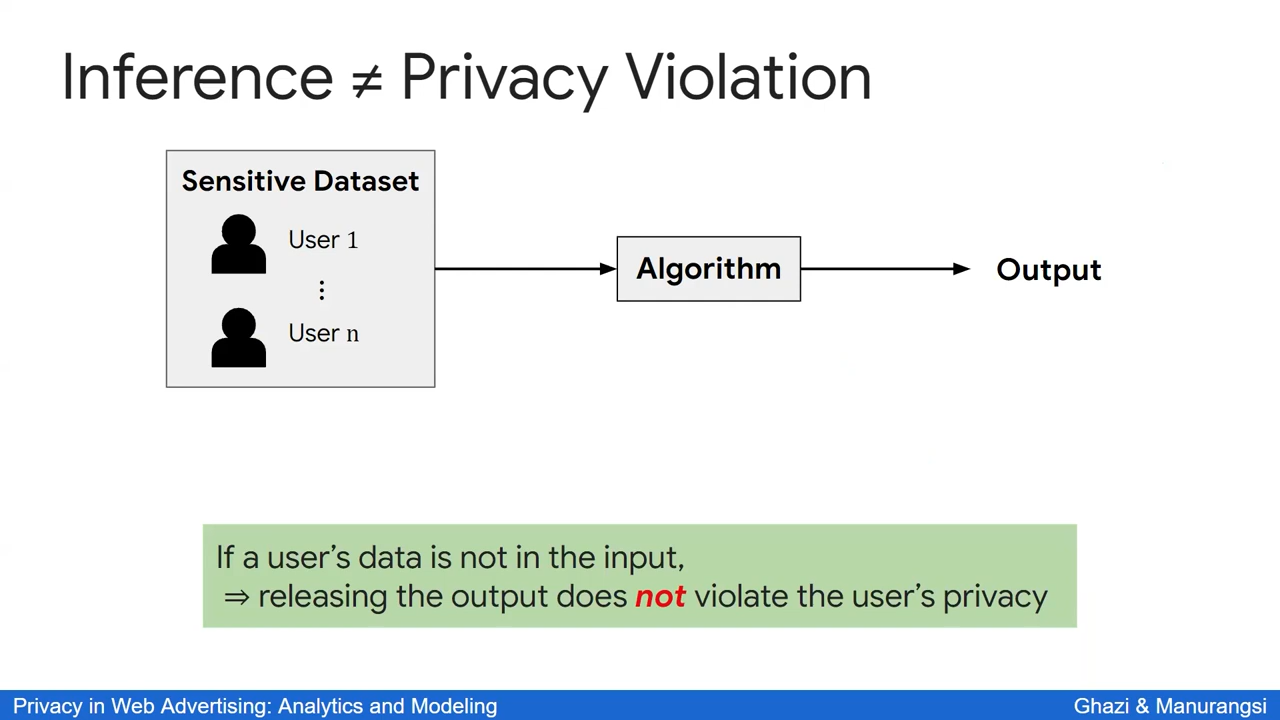 Inference ≠ Privacy Violation
Sensitive Dataset
User 1
⋮
User n
Algorithm
Output
If a user’s data is not in the input,
⇒ releasing the output does not violate the user’s privacy
Privacy in Web Advertising: Analytics and Modeling
Ghazi & Manurangsi